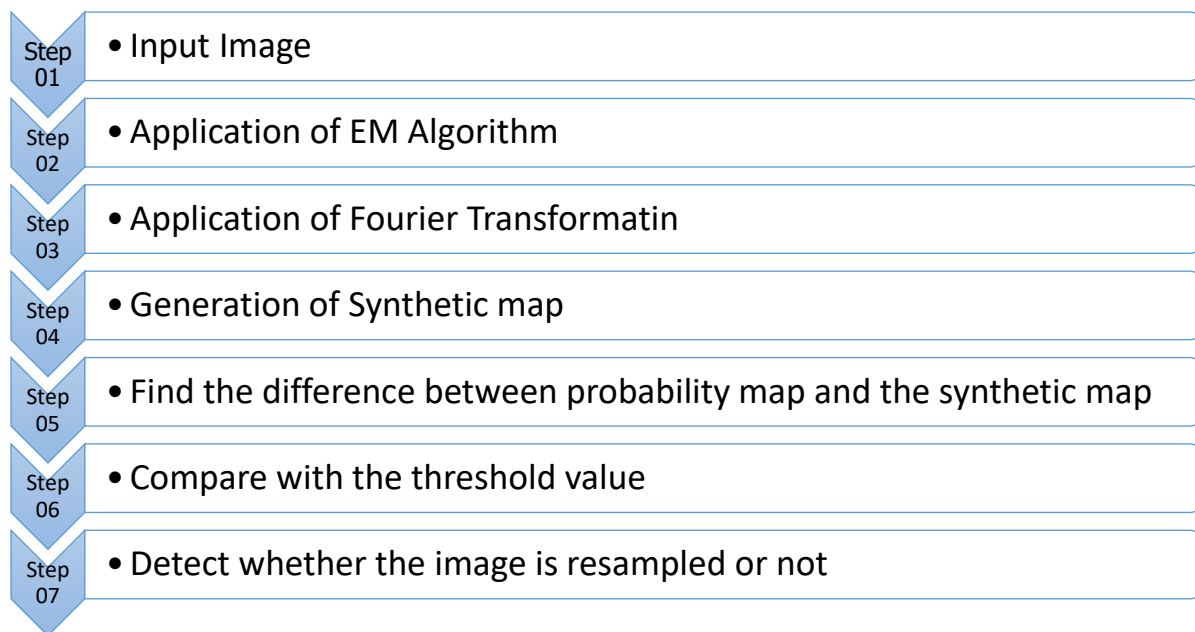 Step 01
• Input Image
Step 02
• Application of EM Algorithm
Step 03
• Application of Fourier Transformatin
Step 04
• Generation of Synthetic map
Step 05
• Find the difference between probability map and the synthetic map
Step 06
• Compare with the threshold value
Step 07
• Detect whether the image is resampled or not